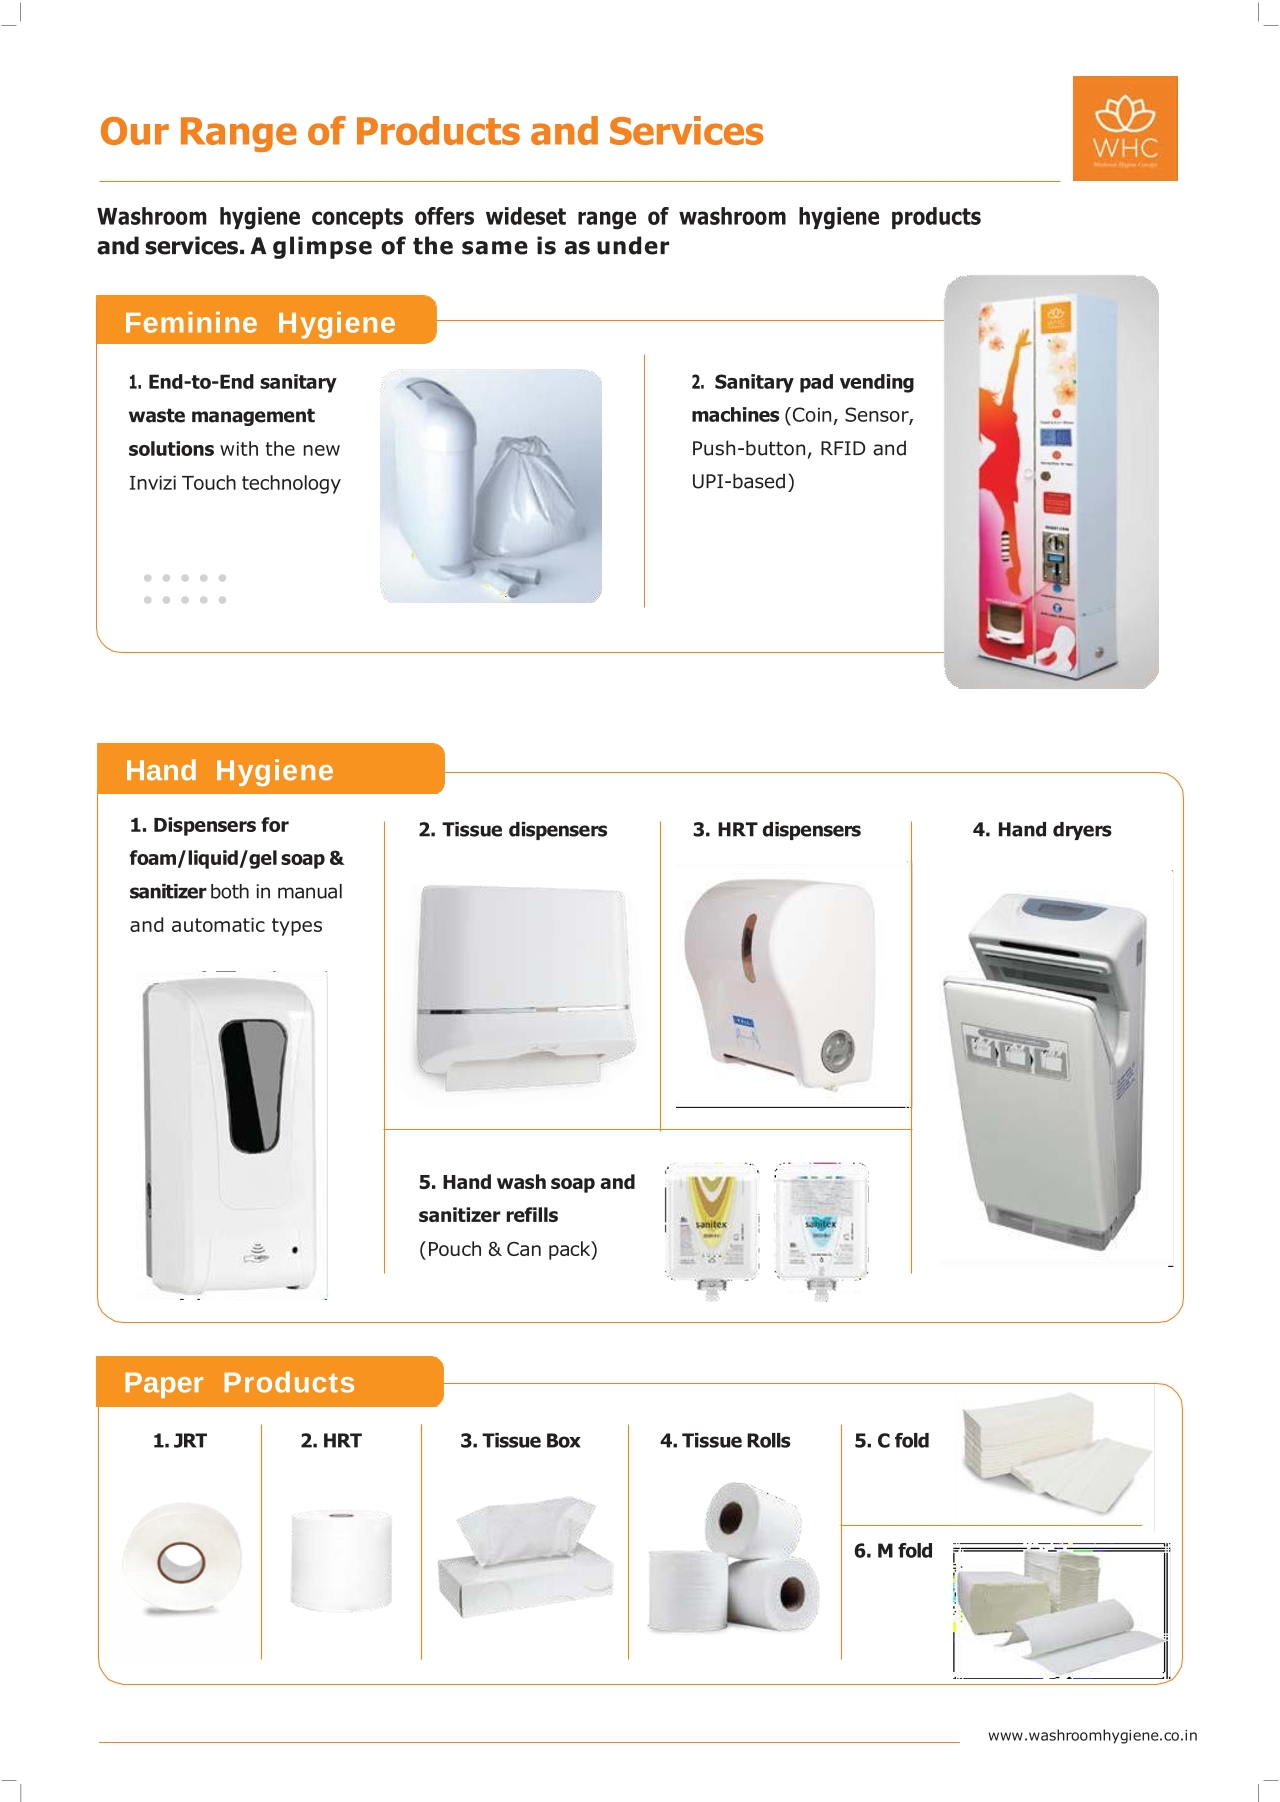 Our Range of Products and Services
WHC
Washroom Hygiene Concepts
Washroom hygiene concepts offers wideset range of washroom hygiene products
and services. A glimpse of the same is as under
Feminine Hygiene
1. End-to-End sanitary
waste management
solutions with the new
Invizi Touch technology
2. Sanitary pad vending
machines (Coin, Sensor,
Push-button, RFID and
UPI-based)
WHC
Hand Hygiene
1. Dispensers for
foam/liquid/gel soap &
sanitizer both in manual
and automatic types
2. Tissue dispensers
3. HRT dispensers
4. Hand dryers
5. Hand wash soap and
sanitizer refills
(Pouch & Can pack)
sanitex
sanitex
Paper Products
1. JRT
2. HRT
3. Tissue Box
4. Tissue Rolls
5. C fold
6. M fold
www.washroomhygiene.co.in